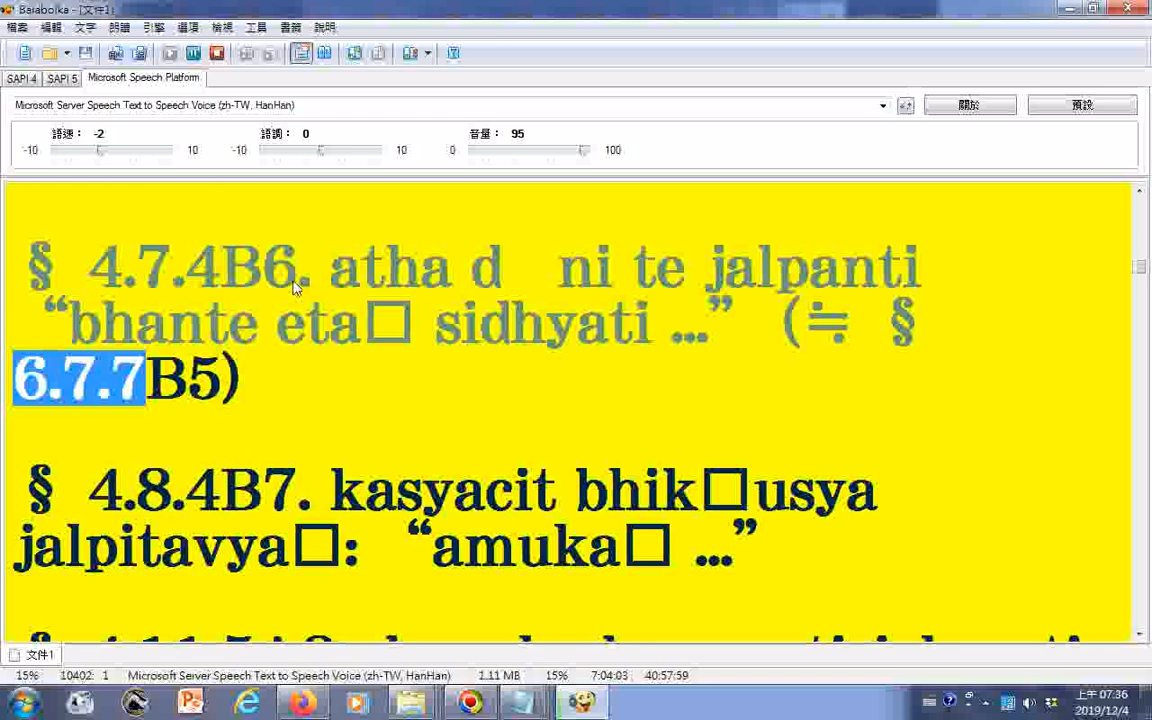 Balabolka - [文件1]
檔案 編輯 文字 朗讀 引擎 選項 檢視 工具 書籤 說明
SAPI 4 SAPI 5 Microsoft Speech Platform
Microsoft Server Speech Text to Speech Voice (zh-TW, HanHan) 關於 預設
語速： -2 語調： 0 音量： 95
-10 10 -10 10 0 100
§ 4.7.4B6. atha d ni te jalpanti
“bhante eta□ sidhyati ...” (≒ §
6.7.7B5)
§ 4.8.4B7. kasyacit bhik□usya
jalpitavya□: “amuka□ ...”
文件1
15% 10402: 1 Microsoft Server Speech Text to Speech Voice (zh-TW, HanHan) 1.11 MB 15% 7:04:03 40:57:59
上午 07:36
2019/12/4